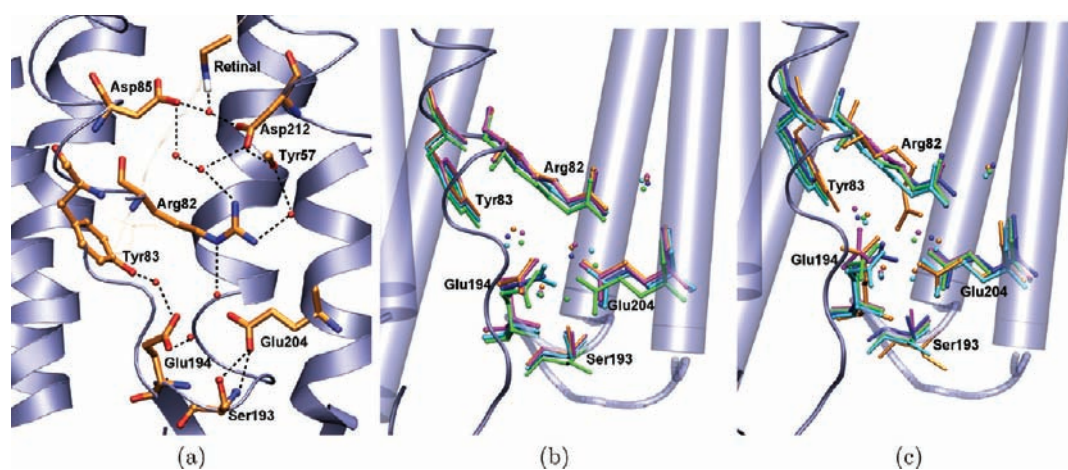 Retinal
Asp85
Asp212
Tyr57
Arg82
Tyr83
Glu194
Glu204
Ser193
(a)
Arg82
Tyr83
Glu194
Glu204
Ser193
(b)
Arg82
Tyr83
Glu194
Glu204
Ser193
(c)